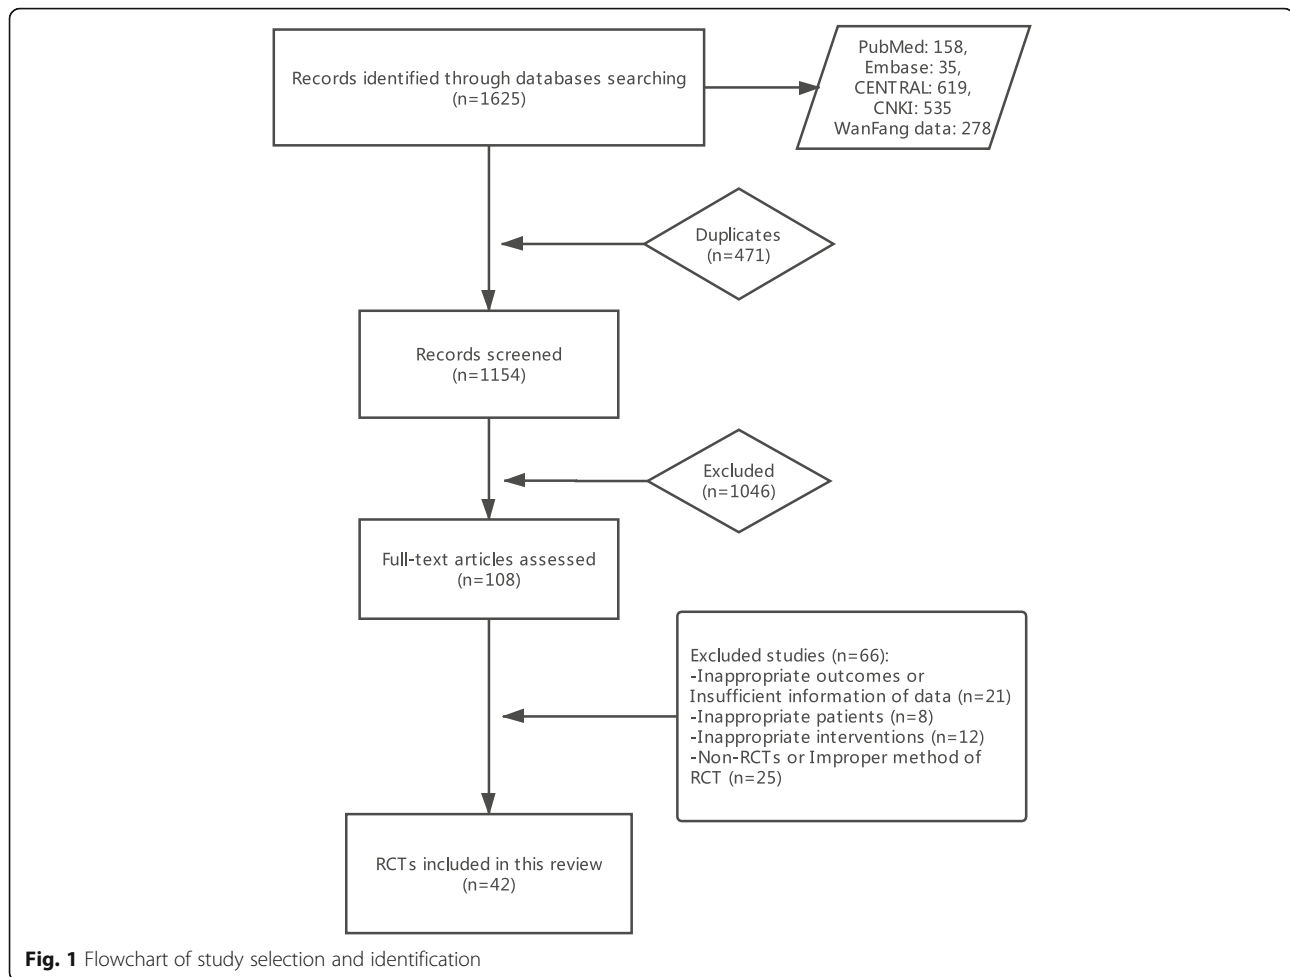 Records identified through databases searching
(n=1625)
PubMed: 158,
Embase: 35,
CENTRAL: 619,
CNKI: 535
WanFang data: 278
Duplicates
(n=471)
Records screened
(n=1154)
Excluded
(n=1046)
Full-text articles assessed
(n=108)
Excluded studies (n=66):
-Inappropriate outcomes or
Insufficient information of data (n=21)
-Inappropriate patients (n=8)
-Inappropriate interventions (n=12)
-Non-RCTs or Improper method of
RCT (n=25)
RCTs included in this review
(n=42)
Fig. 1 Flowchart of study selection and identification